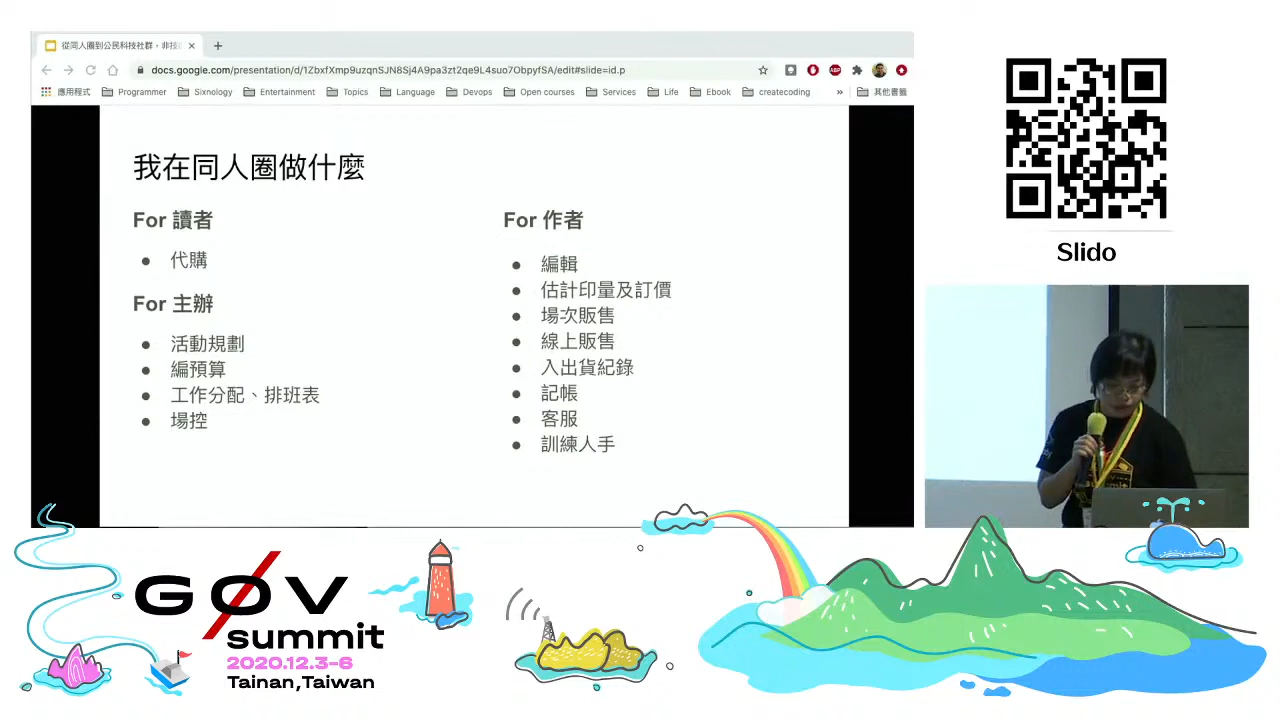 從同人圈到公民科技社群，非技
docs.google.com/presentation/d/1ZbxfXmp9uzqnSJN8Sj4A9pa3zt2qe9L4suo7ObpyfSA/edit#slide=id.p
應用程式 Programmer Sixnology Entertainment Topics Language Devops Open courses Services Life Ebook createcoding » 其他書籤
我在同人圈做什麼
For 讀者
代購
For 主辦
活動規劃
編預算
工作分配、排班表
場控
For 作者
編輯
估計印量及訂價
場次販售
線上販售
入出貨紀錄
記帳
客服
訓練人手
Slido
GØV
summit
2020.12.3-6
Tainan,Taiwan